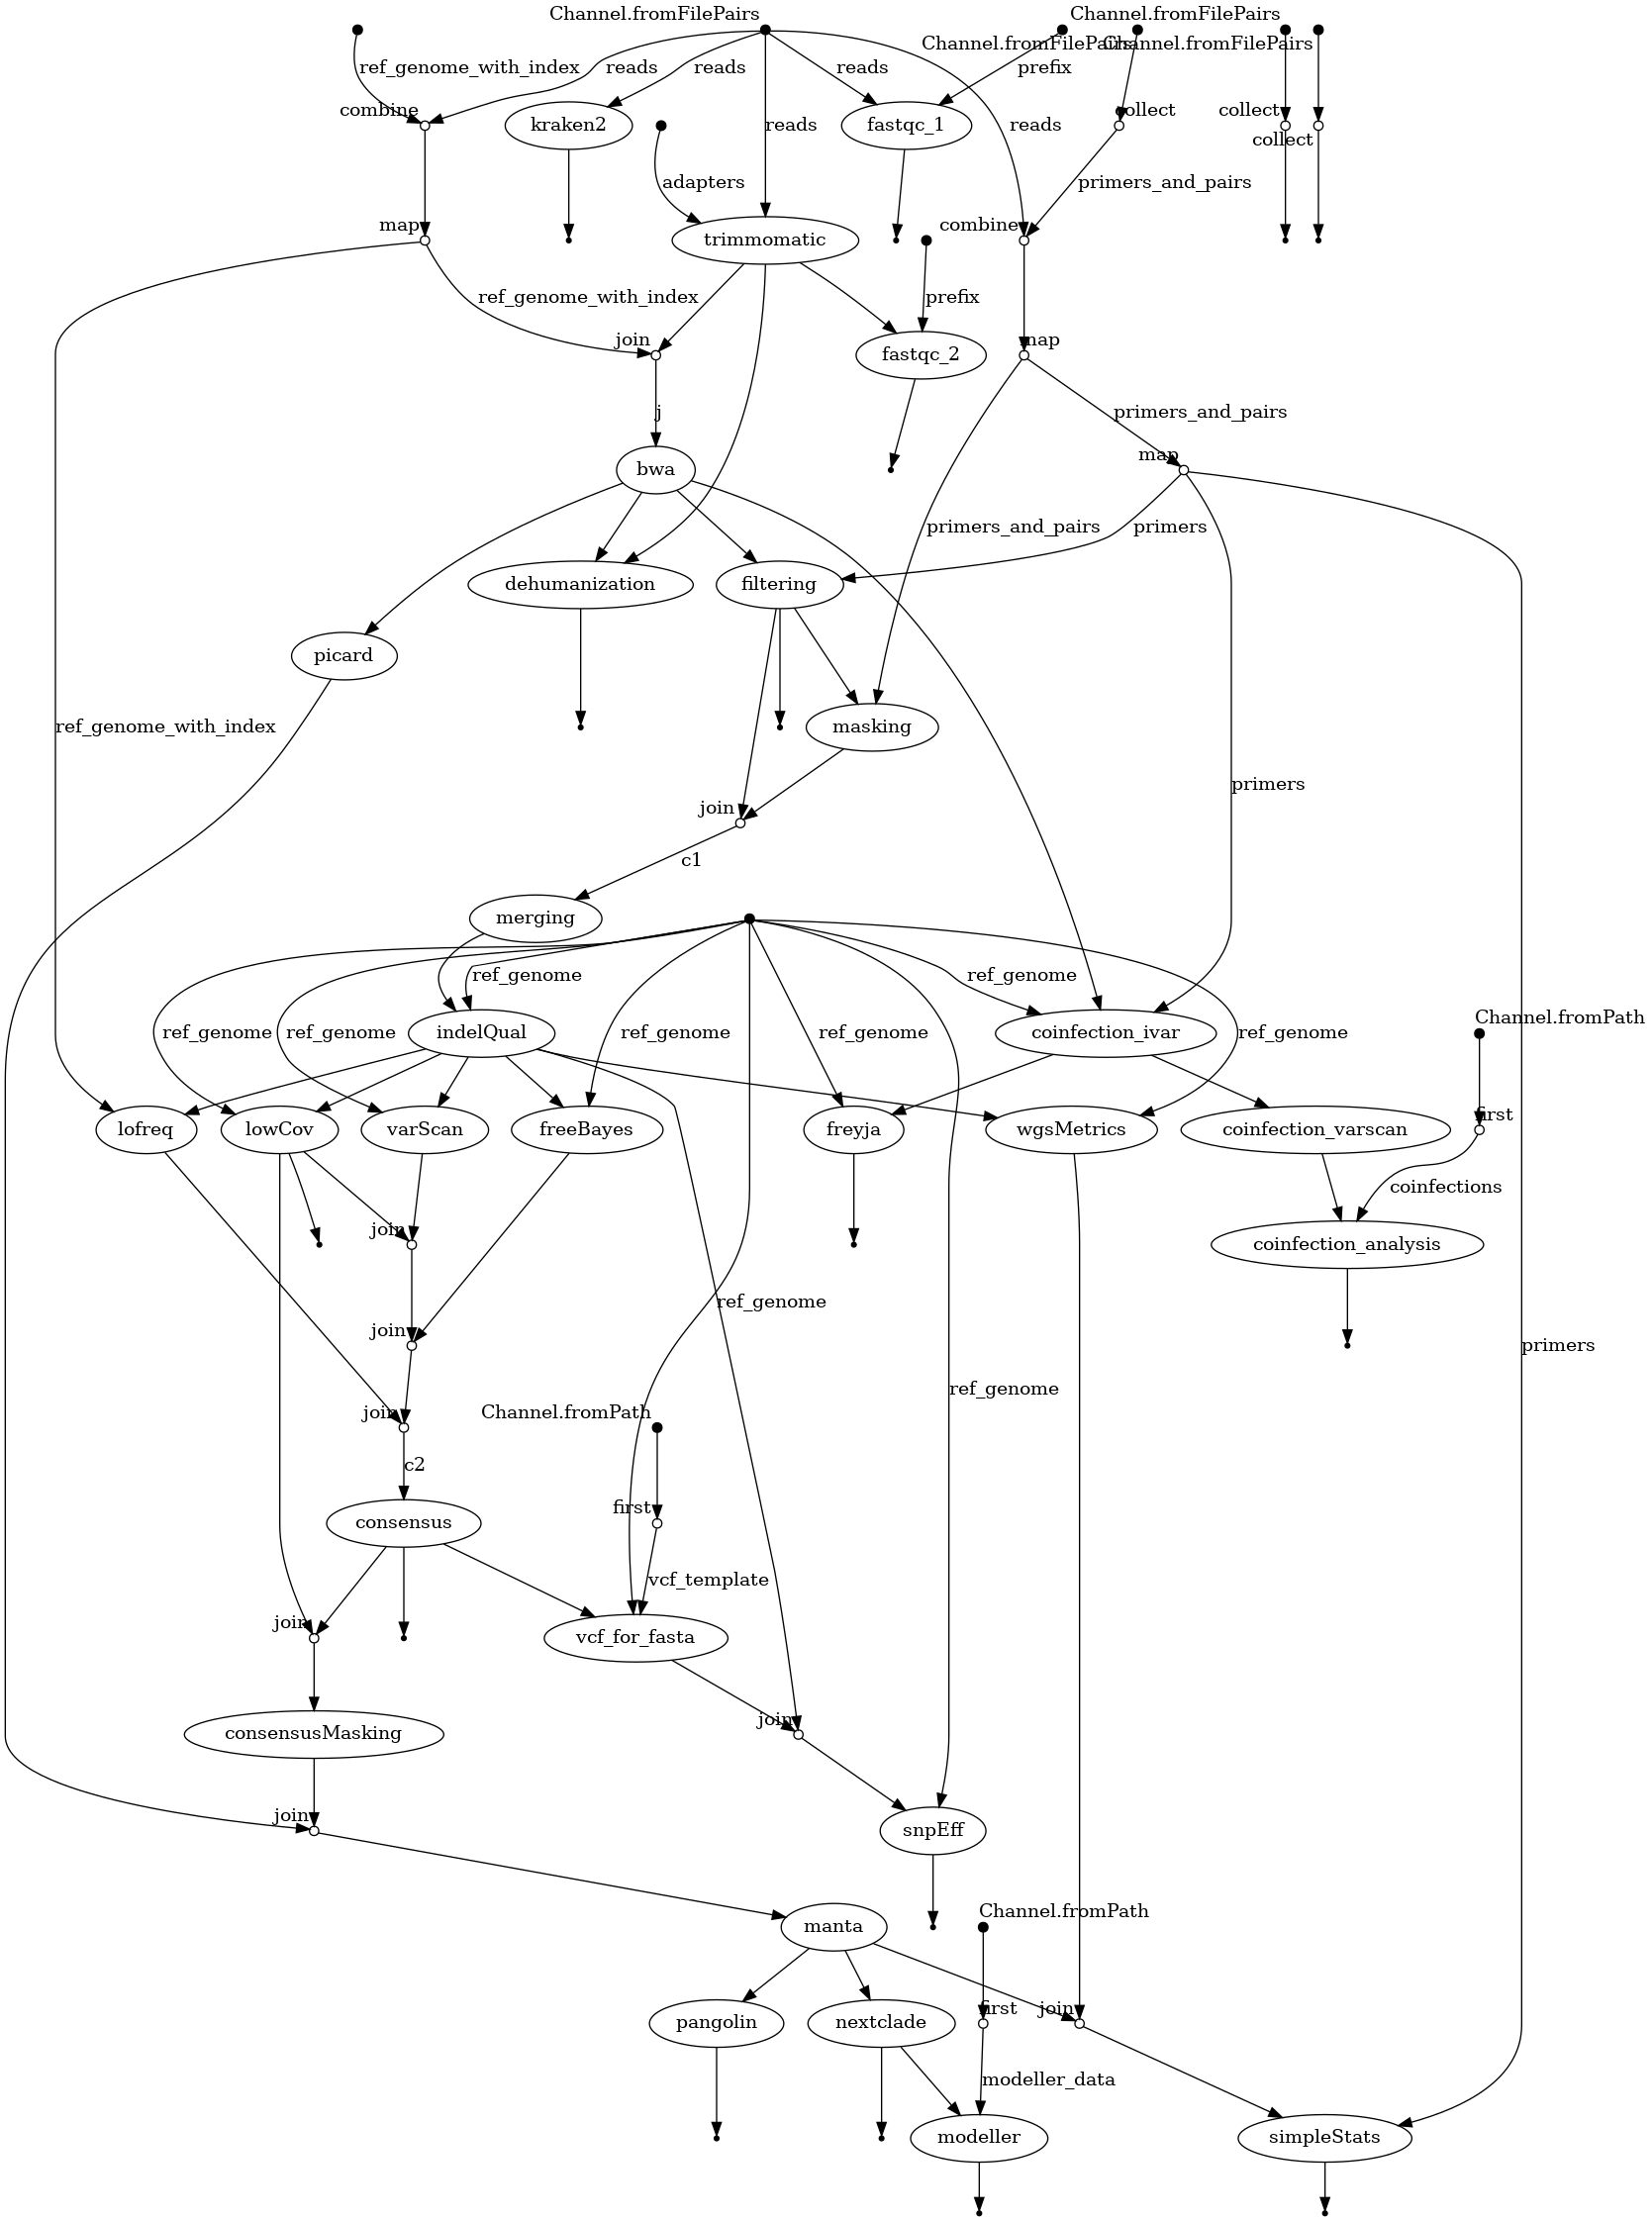 Channel.fromFilePairs
Channel.fromFilePairs
Channel.fromFilePairs
Channel.fromFilePairs
ref_genome_with_index
reads
reads
reads
prefix
combine
kraken2
reads
fastqc_1
reads
collect
collect
collect
adapters
primers_and_pairs
map
trimmomatic
combine
ref_genome_with_index
prefix
join
fastqc_2
map
j
primers_and_pairs
bwa
map
primers_and_pairs
primers
dehumanization
filtering
picard
ref_genome_with_index
masking
primers
join
c1
merging
ref_genome
ref_genome
ref_genome
ref_genome
ref_genome
ref_genome
ref_genome
indelQual
coinfection_ivar
Channel.fromPath
lofreq
lowCov
varScan
freeBayes
freyja
wgsMetrics
coinfection_varscan
first
coinfections
join
coinfection_analysis
ref_genome
join
primers
ref_genome
join
Channel.fromPath
c2
first
consensus
vcf_template
join
vcf_for_fasta
join
consensusMasking
join
snpEff
Channel.fromPath
manta
pangolin
nextclade
first
join
modeller_data
modeller
simpleStats